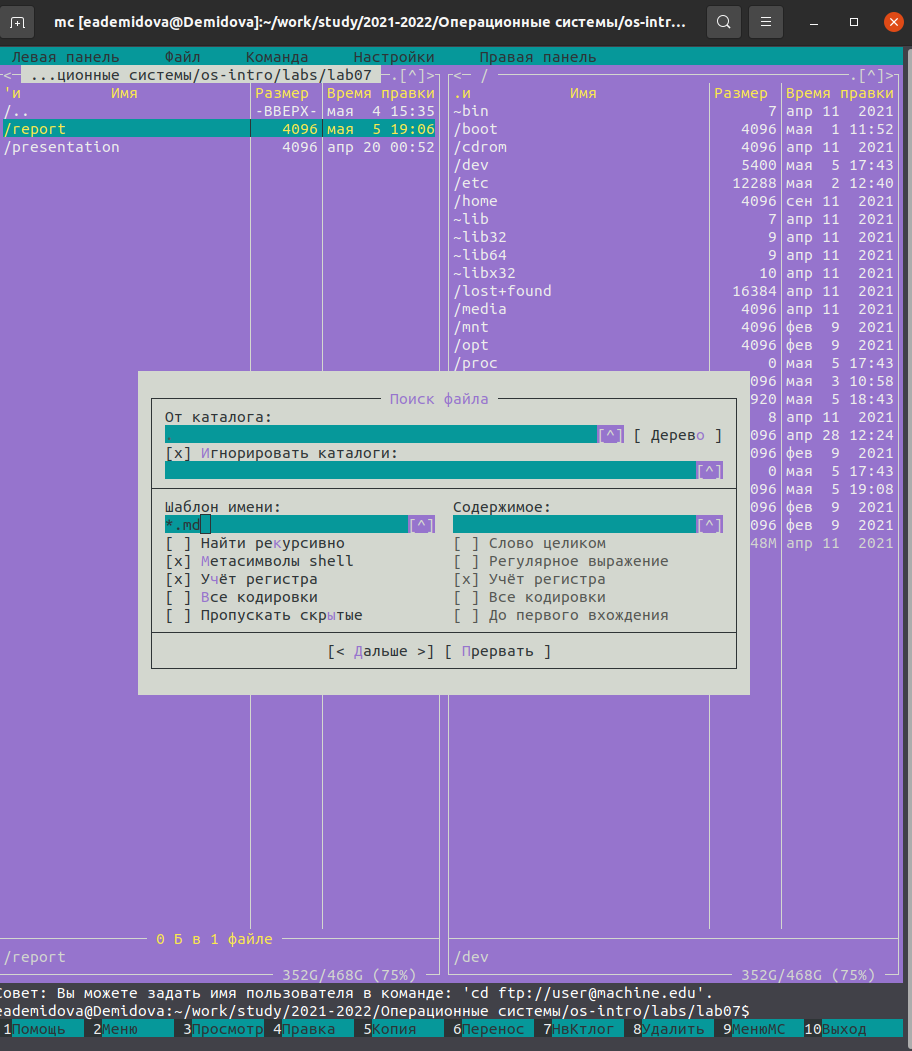 mc [eademidova@Demidova]:~/work/study/2021-2022/Операционные системы/os-intr...
Левая панель Файл Команда Настройки Правая панель
<— ...ционные системы/os-intro/labs/lab07 —.[^]>
'и Имя Размер Время правки
/.. -ВВЕРХ- мая 4 15:35
/report 4096 мая 5 19:06
/presentation 4096 апр 20 00:52
0 Б в 1 файле
/report
352G/468G (75%)
<— / —.[^]>
.и Имя Размер Время правки
~bin 7 апр 11 2021
/boot 4096 мая 1 11:52
/cdrom 4096 апр 11 2021
/dev 5400 мая 5 17:43
/etc 12288 мая 2 12:40
/home 4096 сен 11 2021
~lib 7 апр 11 2021
~lib32 9 апр 11 2021
~lib64 9 апр 11 2021
~libx32 10 апр 11 2021
/lost+found 16384 апр 11 2021
/media 4096 апр 11 2021
/mnt 4096 фев 9 2021
/opt 4096 фев 9 2021
/proc 0 мая 5 17:43
096 мая 3 10:58
920 мая 5 18:43
8 апр 11 2021
096 апр 28 12:24
096 фев 9 2021
0 мая 5 17:43
096 мая 5 19:08
096 фев 9 2021
096 фев 9 2021
48M апр 11 2021
/dev
352G/468G (75%)
Поиск файла
От каталога:
. [^] [ Дерево ]
[x] Игнорировать каталоги:
[^]
Шаблон имени:
*.md [^]
[ ] Найти рекурсивно
[x] Метасимволы shell
[x] Учёт регистра
[ ] Все кодировки
[ ] Пропускать скрытые
Содержимое:
[^]
[ ] Слово целиком
[ ] Регулярное выражение
[x] Учёт регистра
[ ] Все кодировки
[ ] До первого вхождения
[< Дальше >] [ Прервать ]
Совет: Вы можете задать имя пользователя в команде: 'cd ftp://user@machine.edu'.
eademidova@Demidova:~/work/study/2021-2022/Операционные системы/os-intro/labs/lab07$
1Помощь 2Меню 3Просмотр 4Правка 5Копия 6Перенос 7НвКтлог 8Удалить 9МенюМС 10Выход